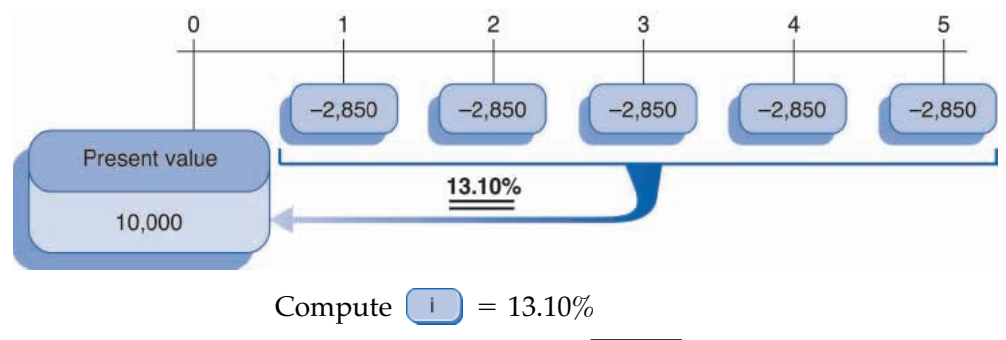 0 1 2 3 4 5
–2,850 –2,850 –2,850 –2,850 –2,850
Present value
13.10%
10,000
Compute i = 13.10%